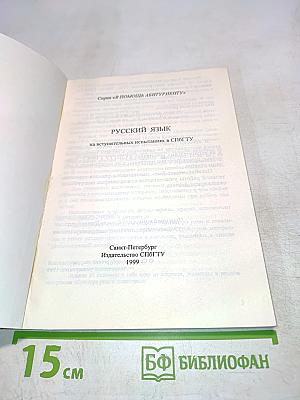 Серия «В ПОМОЩЬ АБИТУРИЕНТУ»
РУССКИЙ ЯЗЫК
на вступительных испытаниях в СПбГТУ
Санкт-Петербург
Издательство СПбГТУ
1999
15 см
БФ БИБЛИОФАН